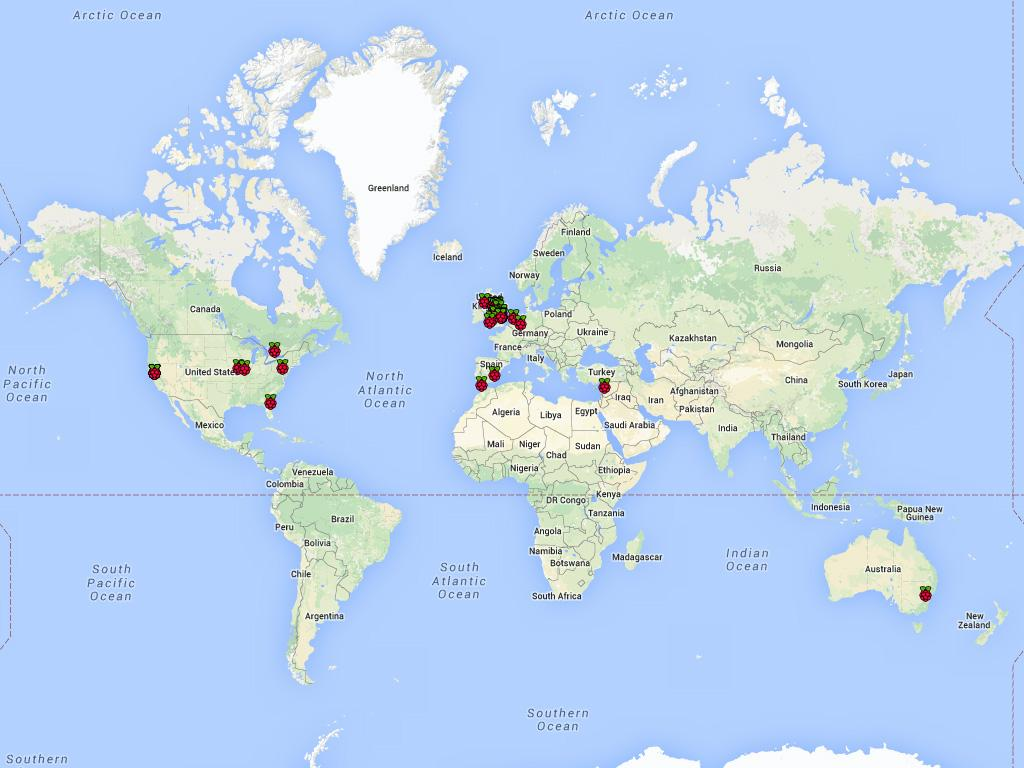 Arctic Ocean
Arctic Ocean
Greenland
Iceland
Finland
Sweden
Norway
Russia
Canada
Poland
Germany
Ukraine
Kazakhstan
Mongolia
France
Italy
Spain
Turkey
North
Pacific
Ocean
United State
North
Atlantic
Ocean
China
South Korea
Japan
Afghanistan
Iraq
Iran
Pakistan
Algeria
Libya
Egypt
Saudi Arabia
India
Mexico
Thailand
Mali
Niger
Chad
Sudan
Nigeria
Ethiopia
Venezuela
Colombia
DR Congo
Kenya
Tanzania
Indonesia
Papua New
Guinea
Peru
Brazil
Angola
Bolivia
Namibia
Botswana
Madagascar
South
Pacific
Ocean
South
Atlantic
Ocean
Indian
Ocean
Australia
Chile
South Africa
Argentina
New
Zealand
Southern
Ocean
Southern